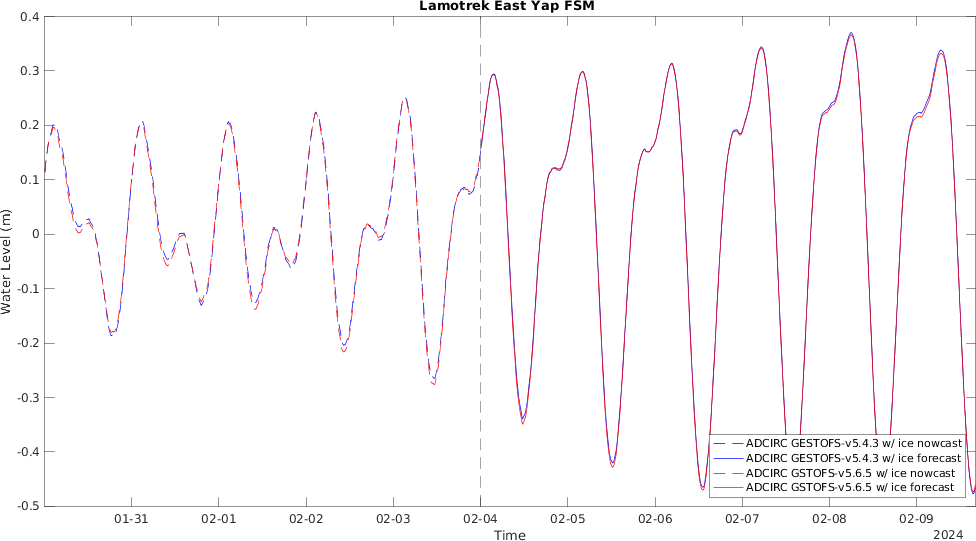 Lamotrek East Yap FSM
Water Level (m)
0.4
0.3
0.2
0.1
0
-0.1
-0.2
-0.3
-0.4
-0.5
ADCIRC GESTOFS-v5.4.3 w/ ice nowcast
ADCIRC GESTOFS-v5.4.3 w/ ice forecast
ADCIRC GSTOFS-v5.6.5 w/ ice nowcast
ADCIRC GSTOFS-v5.6.5 w/ ice forecast
01-31 02-01 02-02 02-03 02-04 02-05 02-06 02-07 02-08 02-09
Time
2024